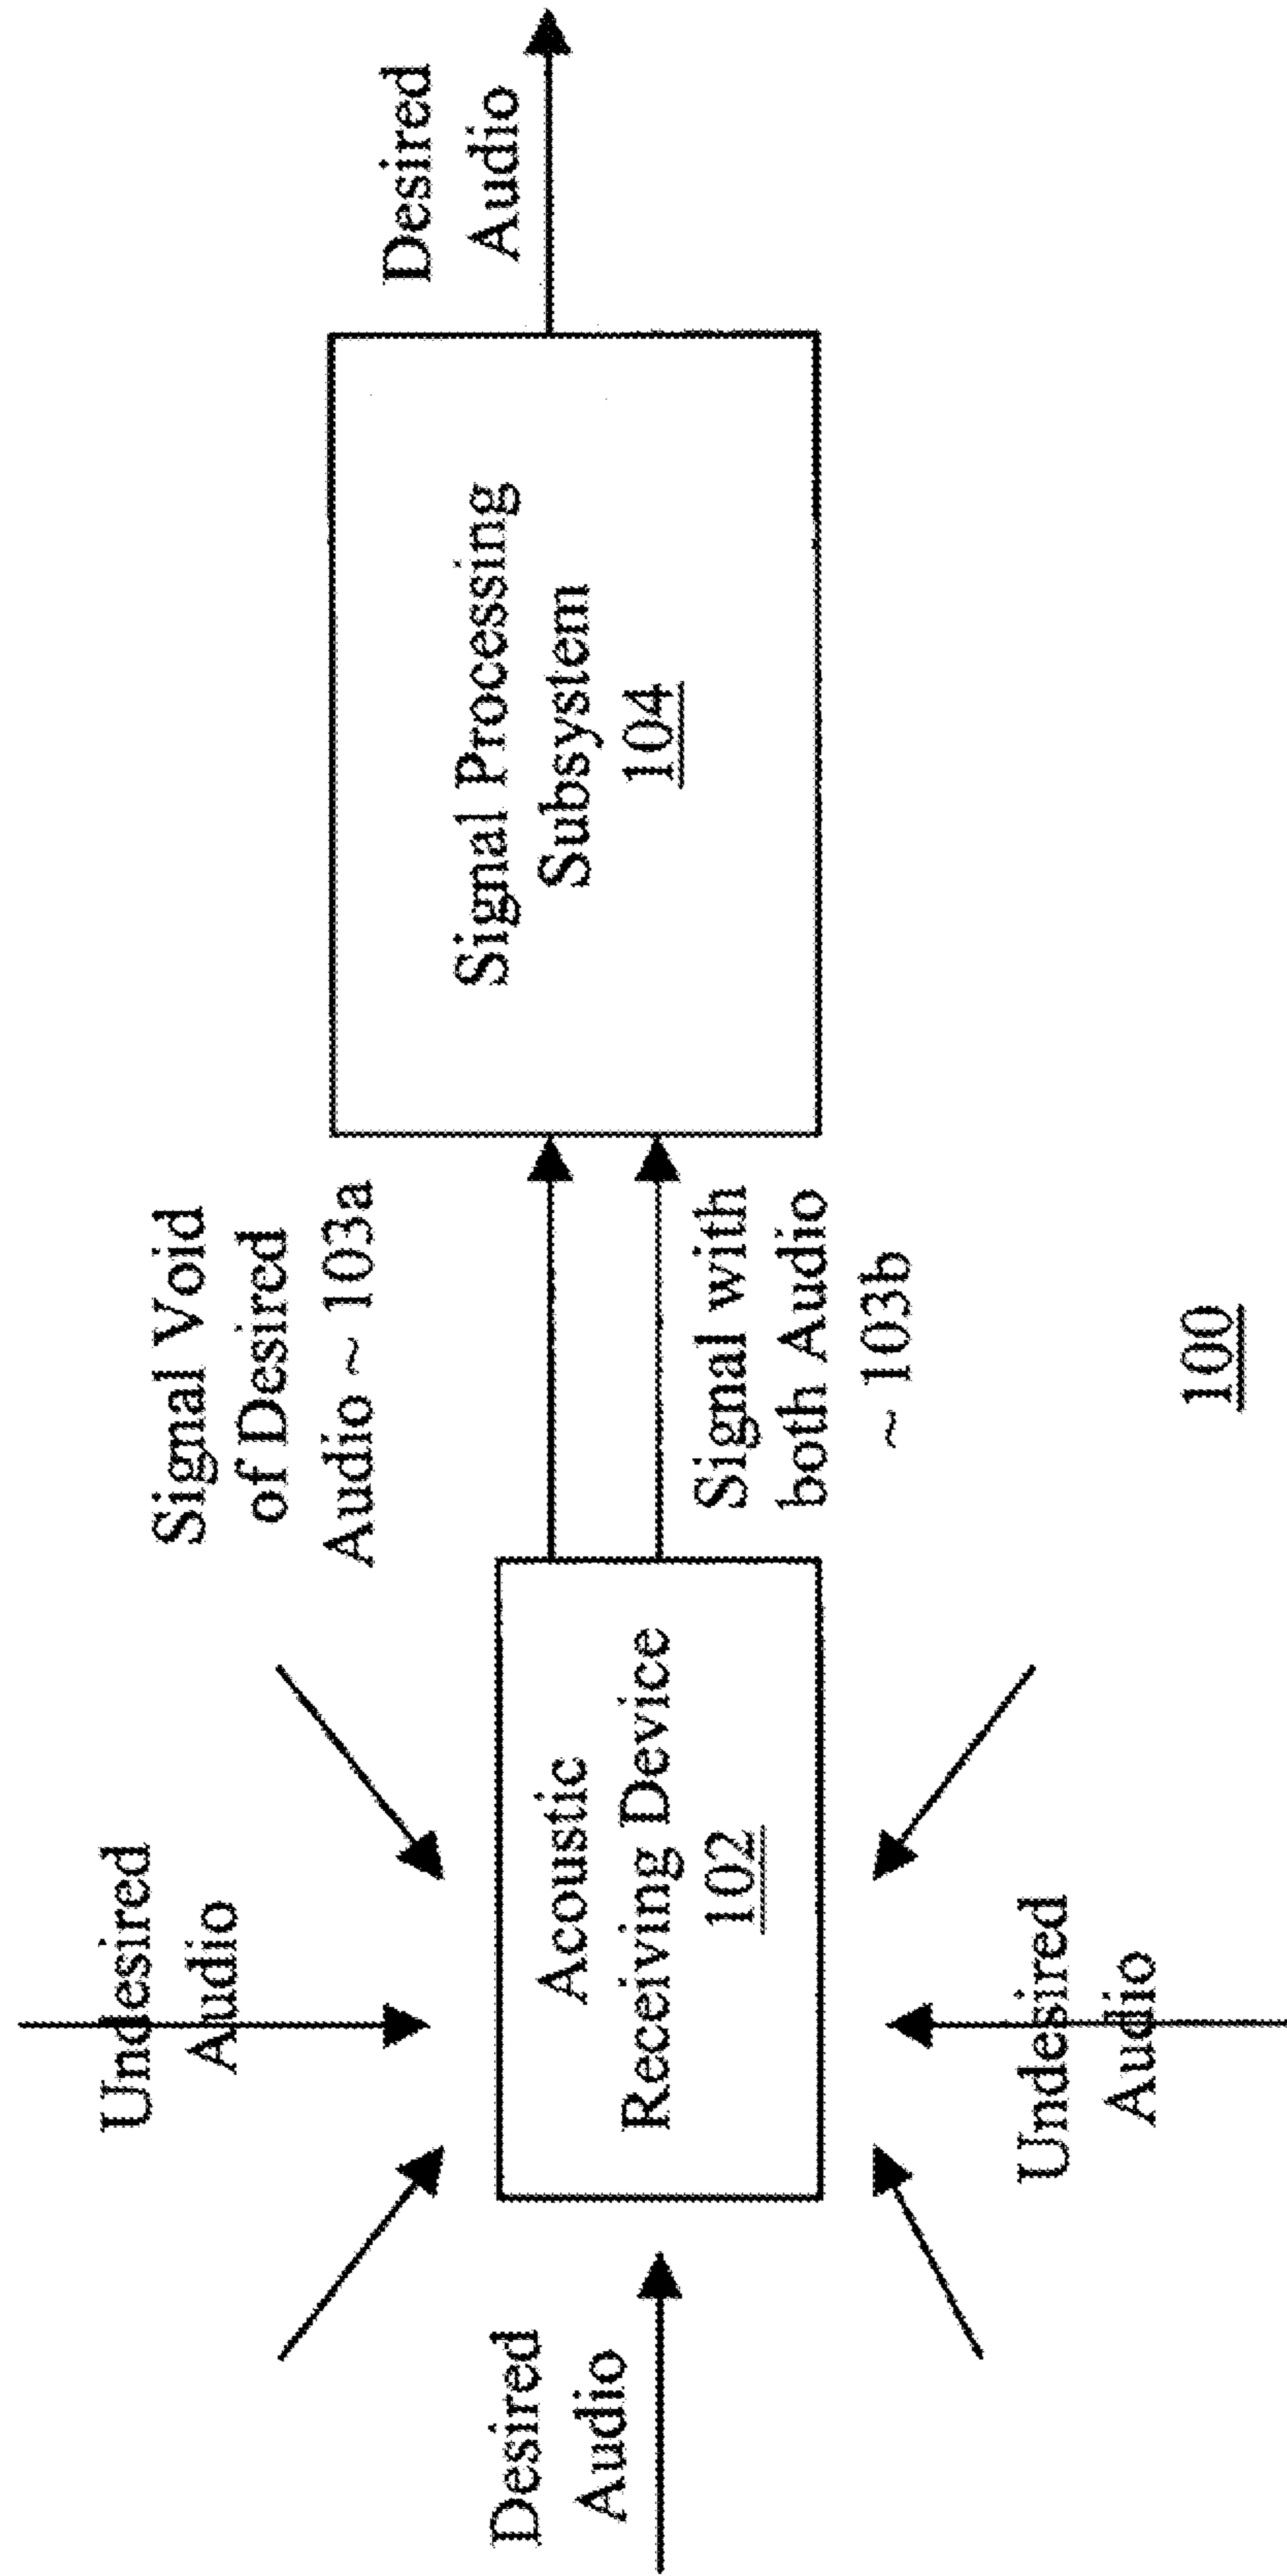 Undesired
Audio
Desired
Audio
Acoustic
Receiving Device
102
Undesired
Audio
Signal Void
of Desired
Audio ~ 103a
Signal with
both Audio
~ 103b
Signal Processing
Subsystem
104
Desired
Audio
100